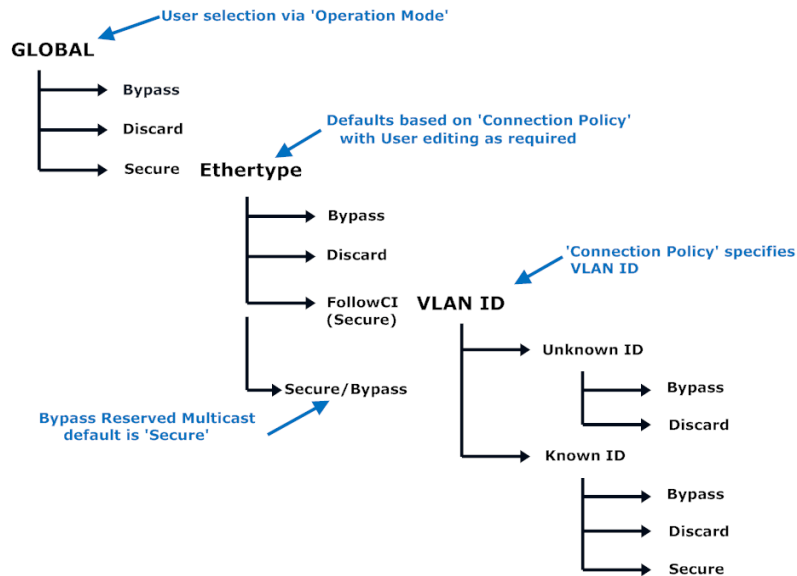 User selection via 'Operation Mode'
GLOBAL
Bypass
Discard
Secure
Defaults based on 'Connection Policy'
with User editing as required
Ethertype
Bypass
Discard
FollowCI
(Secure)
Secure/Bypass
Bypass Reserved Multicast
default is 'Secure'
'Connection Policy' specifies
VLAN ID
VLAN ID
Unknown ID
Bypass
Discard
Known ID
Bypass
Discard
Secure